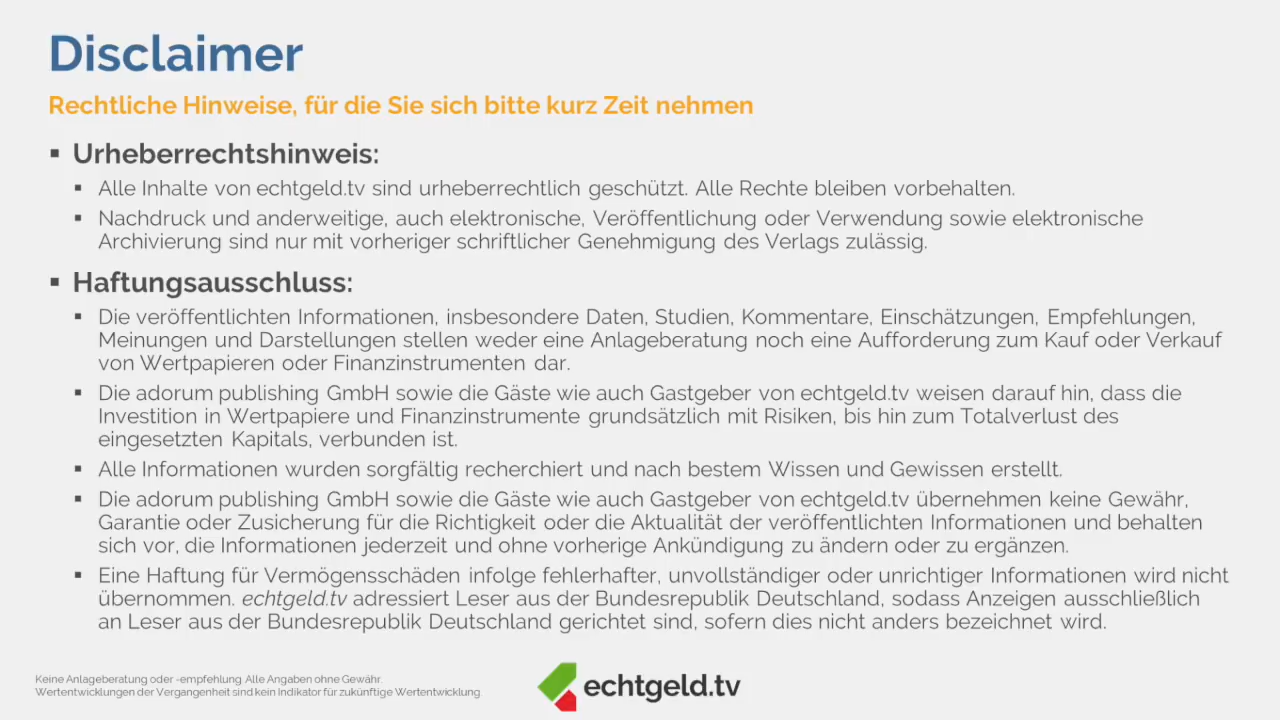 Disclaimer
Rechtliche Hinweise, für die Sie sich bitte kurz Zeit nehmen
▪ Urheberrechtshinweis:
▪ Alle Inhalte von echtgeld.tv sind urheberrechtlich geschützt. Alle Rechte bleiben vorbehalten.
▪ Nachdruck und anderweitige, auch elektronische, Veröffentlichung oder Verwendung sowie elektronische
Archivierung sind nur mit vorheriger schriftlicher Genehmigung des Verlags zulässig.
▪ Haftungsausschluss:
▪ Die veröffentlichten Informationen, insbesondere Daten, Studien, Kommentare, Einschätzungen, Empfehlungen,
Meinungen und Darstellungen stellen weder eine Anlageberatung noch eine Aufforderung zum Kauf oder Verkauf
von Wertpapieren oder Finanzinstrumenten dar.
▪ Die adorum publishing GmbH sowie die Gäste wie auch Gastgeber von echtgeld.tv weisen darauf hin, dass die
Investition in Wertpapiere und Finanzinstrumente grundsätzlich mit Risiken, bis hin zum Totalverlust des
eingesetzten Kapitals, verbunden ist.
▪ Alle Informationen wurden sorgfältig recherchiert und nach bestem Wissen und Gewissen erstellt.
▪ Die adorum publishing GmbH sowie die Gäste wie auch Gastgeber von echtgeld.tv übernehmen keine Gewähr,
Garantie oder Zusicherung für die Richtigkeit oder die Aktualität der veröffentlichten Informationen und behalten
sich vor, die Informationen jederzeit und ohne vorherige Ankündigung zu ändern oder zu ergänzen.
▪ Eine Haftung für Vermögensschäden infolge fehlerhafter, unvollständiger oder unrichtiger Informationen wird nicht
übernommen. echtgeld.tv adressiert Leser aus der Bundesrepublik Deutschland, sodass Anzeigen ausschließlich
an Leser aus der Bundesrepublik Deutschland gerichtet sind, sofern dies nicht anders bezeichnet wird.
Keine Anlageberatung oder -empfehlung. Alle Angaben ohne Gewähr.
Wertentwicklungen der Vergangenheit sind kein Indikator für zukünftige Wertentwicklung.
echtgeld.tv